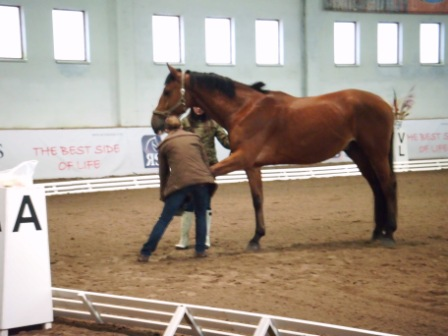 THE BEST SIDE
OF LIFE
A
L
THE BEST SIDE
OF LIFE